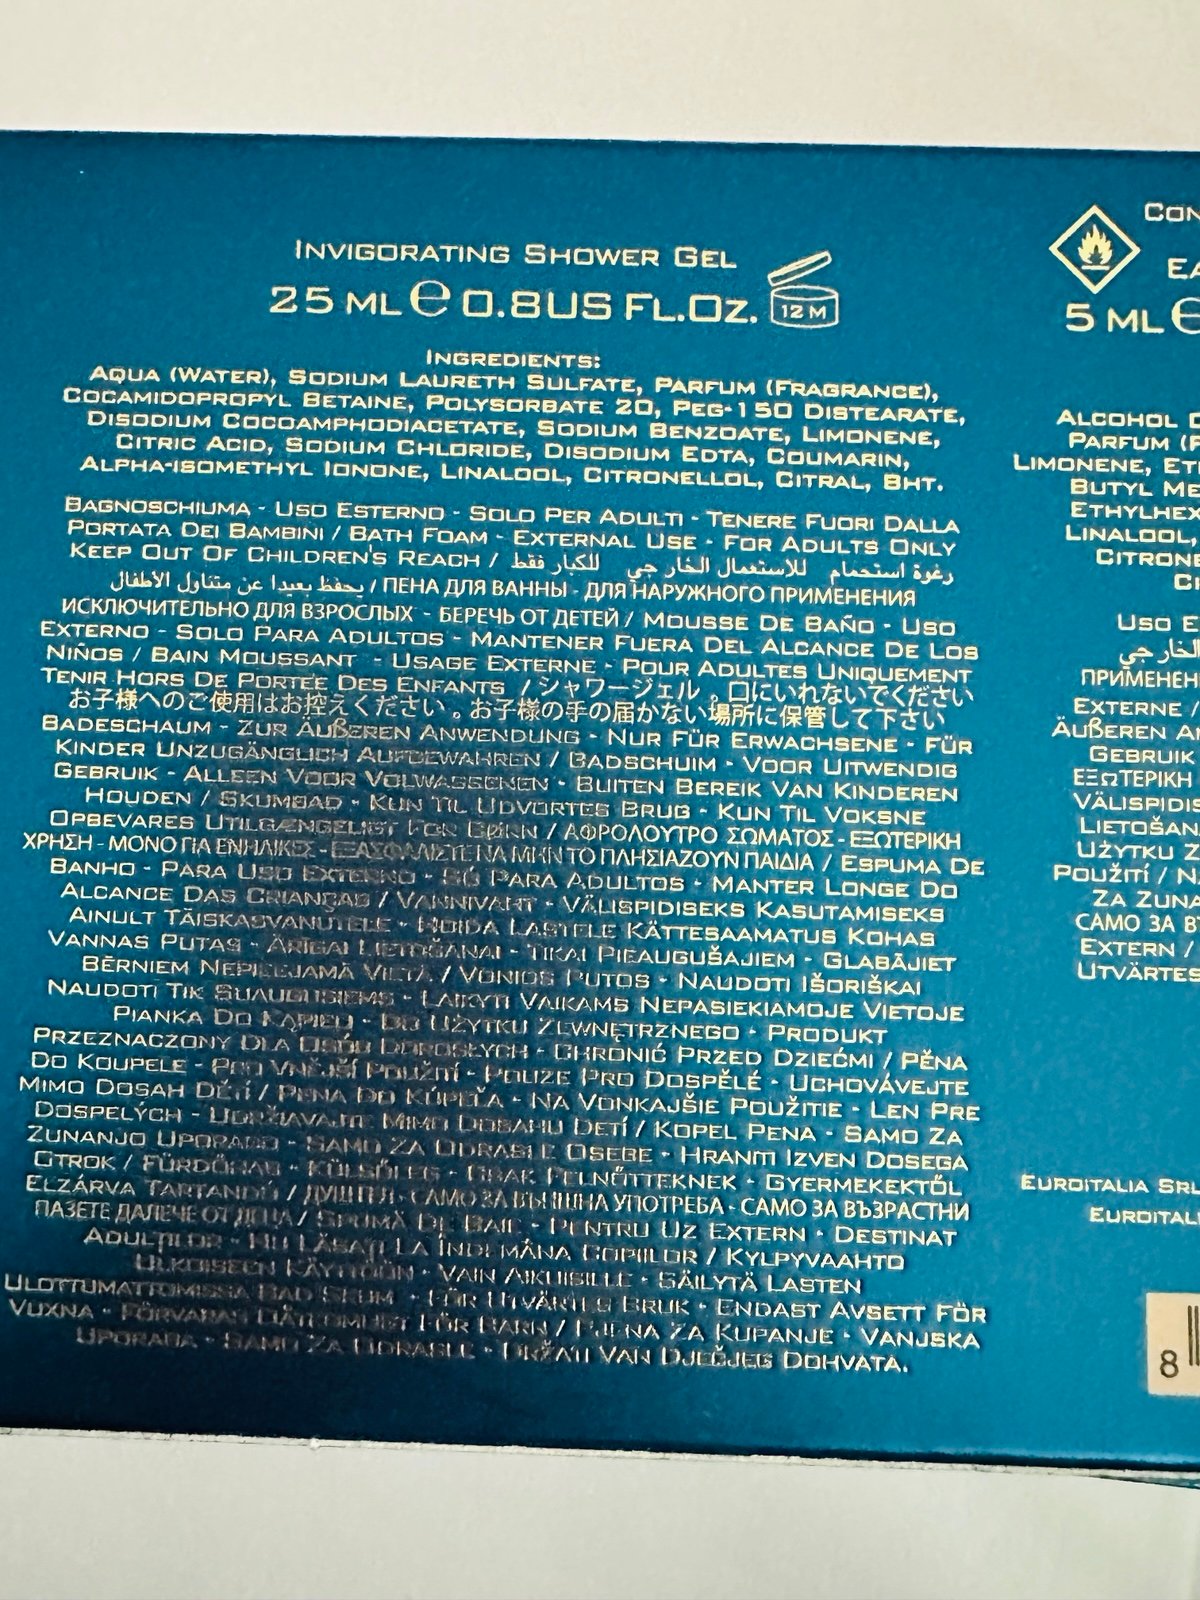 INVIGORATING SHOWER GEL
25 ML ℮ 0.8US FL.OZ.
12 M
INGREDIENTS:
AQUA (WATER), SODIUM LAURETH SULFATE, PARFUM (FRAGRANCE),
COCAMIDOPROPYL BETAINE, POLYSORBATE 20, PEG-150 DISTEARATE,
DISODIUM COCOAMPHODIACETATE, SODIUM BENZOATE, LIMONENE,
CITRIC ACID, SODIUM CHLORIDE, DISODIUM EDTA, COUMARIN,
ALPHA-ISOMETHYL IONONE, LINALOOL, CITRONELLOL, CITRAL, BHT.
BAGNOSCHIUMA - USO ESTERNO - SOLO PER ADULTI - TENERE FUORI DALLA
PORTATA DEI BAMBINI / BATH FOAM - EXTERNAL USE - FOR ADULTS ONLY
KEEP OUT OF CHILDREN'S REACH / رغوة استحمام للاستعمال الخارجي للكبار فقط
يحفظ بعيدا عن متناول الأطفال / ПЕНА ДЛЯ ВАННЫ - ДЛЯ НАРУЖНОГО ПРИМЕНЕНИЯ
ИСКЛЮЧИТЕЛЬНО ДЛЯ ВЗРОСЛЫХ - БЕРЕЧЬ ОТ ДЕТЕЙ / MOUSSE DE BAÑO - USO
EXTERNO - SOLO PARA ADULTOS - MANTENER FUERA DEL ALCANCE DE LOS
NIÑOS / BAIN MOUSSANT - USAGE EXTERNE - POUR ADULTES UNIQUEMENT
TENIR HORS DE PORTÉE DES ENFANTS / シャワージェル 。口にいれないでください
お子様へのご使用はお控えください 。お子様の手の届かない場所に保管して下さい
BADESCHAUM - ZUR ÄUßEREN ANWENDUNG - NUR FÜR ERWACHSENE - FÜR
KINDER UNZUGÄNGLICH AUFBEWAHREN / BADSCHUIM - VOOR UITWENDIG
GEBRUIK - ALLEEN VOOR VOLWASSENEN - BUITEN BEREIK VAN KINDEREN
HOUDEN / SKUMBAD - KUN TIL UDVORTES BRUG - KUN TIL VOKSNE
OPBEVARES UTILGÆNGELIGT FOR BØRN / ΑΦΡΟΛΟΥΤΡΟ ΣΩΜΑΤΟΣ - ΕΞΩΤΕΡΙΚΗ
ΧΡΗΣΗ - ΜΟΝΟ ΓΙΑ ΕΝΗΛΙΚΕΣ - ΕΞΑΣΦΑΛΙΣΤΕ ΝΑ ΜΗΝ ΤΟ ΠΛΗΣΙΑΖΟΥΝ ΠΑΙΔΙΑ / ESPUMA DE
BANHO - PARA USO EXTERNO - SÓ PARA ADULTOS - MANTER LONGE DO
ALCANCE DAS CRIANÇAS / VANNIVAHT - VÄLISPIDISEKS KASUTAMISEKS
AINULT TÄISKASVANUTELE - HOIDA LASTELE KÄTTESAAMATUS KOHAS
VANNAS PUTAS - ĀRĪGAI LIETOŠANAI - TIKAI PIEAUGUŠAJIEM - GLABĀJIET
BĒRNIEM NEPIEEJAMĀ VIETĀ / VONIOS PUTOS - NAUDOTI IŠORIŠKAI
NAUDOTI TIK SUAUGUSIEMS - LAIKYTI VAIKAMS NEPASIEKIAMOJE VIETOJE
PIANKA DO KĄPIELI - DO UŻYTKU ZEWNĘTRZNEGO - PRODUKT
PRZEZNACZONY DLA OSÓB DOROSŁYCH - CHRONIĆ PRZED DZIEĆMI / PĚNA
DO KOUPELE - PRO VNĚJŠÍ POUŽITÍ - POUZE PRO DOSPĚLÉ - UCHOVÁVEJTE
MIMO DOSAH DĚTÍ / PENA DO KÚPEĽA - NA VONKAJŠIE POUŽITIE - LEN PRE
DOSPELÝCH - UDRŽIAVAJTE MIMO DOSAHU DETÍ / KOPEL PENA - SAMO ZA
ZUNANJO UPORABO - SAMO ZA ODRASLE OSEBE - HRANITI IZVEN DOSEGA
OTROK / FÜRDŐHAB - KÜLSŐLEG - CSAK FELNŐTTEKNEK - GYERMEKEKTŐL
ELZÁRVA TARTANDÓ / ДУШ ГЕЛ - САМО ЗА ВЪНШНА УПОТРЕБА - САМО ЗА ВЪЗРАСТНИ
ПАЗЕТЕ ДАЛЕЧЕ ОТ ДЕЦА / SPUMĂ DE BAIE - PENTRU UZ EXTERN - DESTINAT
ADULȚILOR - NU LĂSAȚI LA ÎNDEMÂNA COPIILOR / KYLPYVAAHTO
ULKOISEEN KÄYTTÖÖN - VAIN AIKUISILLE - SÄILYTÄ LASTEN
ULOTTUMATTOMISSA BAD SKUM - FÖR UTVÄRTES BRUK - ENDAST AVSETT FÖR
VUXNA - FÖRVARA OÅTKOMLIGT FÖR BARN / PJENA ZA KUPANJE - VANJSKA
UPORABA - SAMO ZA ODRASLE - DRŽATI VAN DJEČJEG DOHVATA.
5 ML ℮
ALCOHOL
PARFUM
LIMONENE,
BUTYL
LINALOOL,
USO
الخارجي
EXTERNE /
ÄUßEREN
GEBRUIK
ΕΞΩΤΕΡΙΚΗ
UŻYTKU
POUŽITÍ /
ZA
САМО ЗА
EXTERN /
UTVÄRTES
EUROITALIA SRL
8